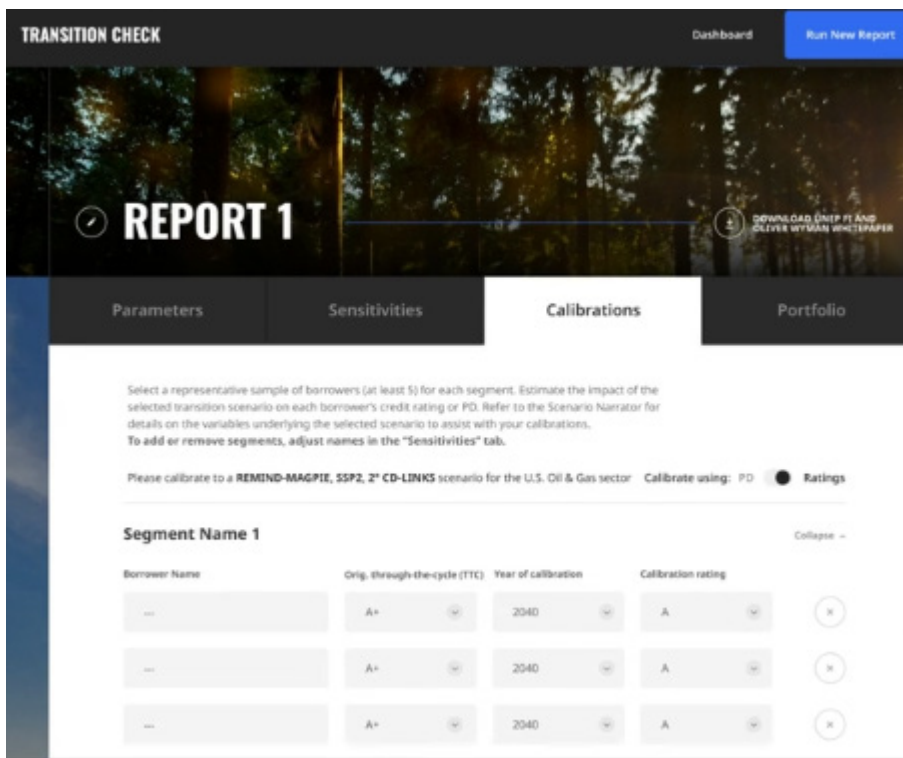 TRANSITION CHECK
Dashboard
Run New Report
REPORT 1
DOWNLOAD UNEP FI AND
OLIVER WYMAN WHITEPAPER
Parameters
Sensitivities
Calibrations
Portfolio
Select a representative sample of borrowers (at least 5) for each segment. Estimate the impact of the
selected transition scenario on each borrower's credit rating or PD. Refer to the Scenario Narrator for
details on the variables underlying the selected scenario to assist with your calibrations.
To add or remove segments, adjust names in the "Sensitivities" tab.
Please calibrate to a REMIND-MAGPIE, SSP2, 2° CD-LINKS scenario for the U.S. Oil & Gas sector
Calibrate using: PD Ratings
Segment Name 1
Collapse –
Borrower Name
Orig. through-the-cycle (TTC)
Year of calibration
Calibration rating
--- A+ 2040 A
--- A+ 2040 A
--- A+ 2040 A